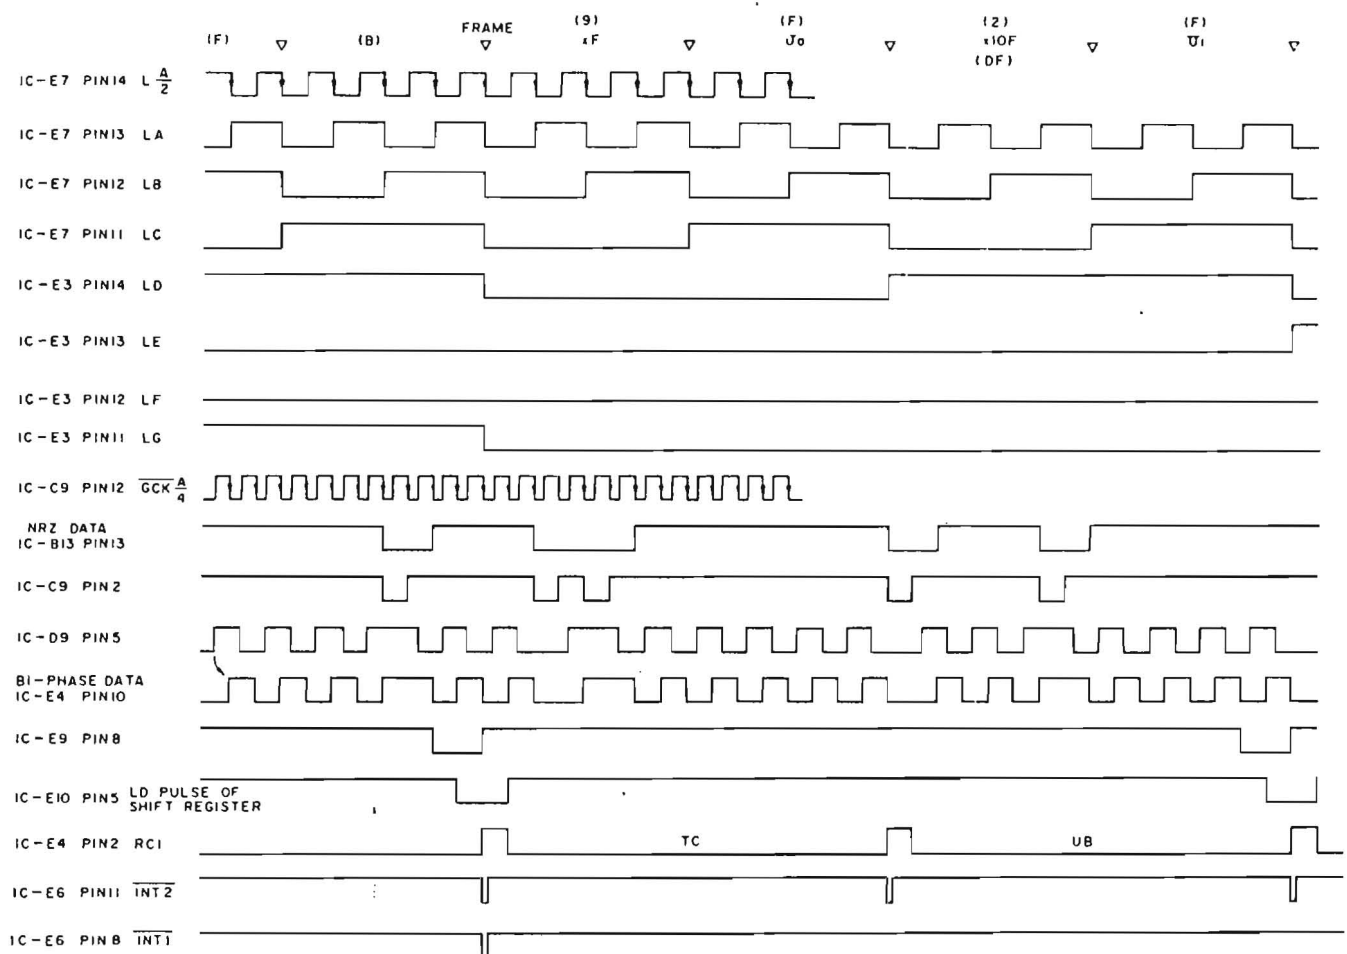 (F) (B) FRAME (9) (F) (2) (F)
xF U0 x10F U1
(DF)
IC-E7 PIN14 L A/2
IC-E7 PIN13 LA
IC-E7 PIN12 LB
IC-E7 PIN11 LC
IC-E3 PIN14 LD
IC-E3 PIN13 LE
IC-E3 PIN12 LF
IC-E3 PIN11 LG
IC-C9 PIN12 GCK A/4
NRZ DATA
IC-B13 PIN13
IC-C9 PIN2
IC-D9 PIN5
BI-PHASE DATA
IC-E4 PIN10
IC-E9 PIN8
IC-E10 PIN5 LD PULSE OF
SHIFT REGISTER
IC-E4 PIN2 RCI TC UB
IC-E6 PIN11 INT2
IC-E6 PIN8 INT1